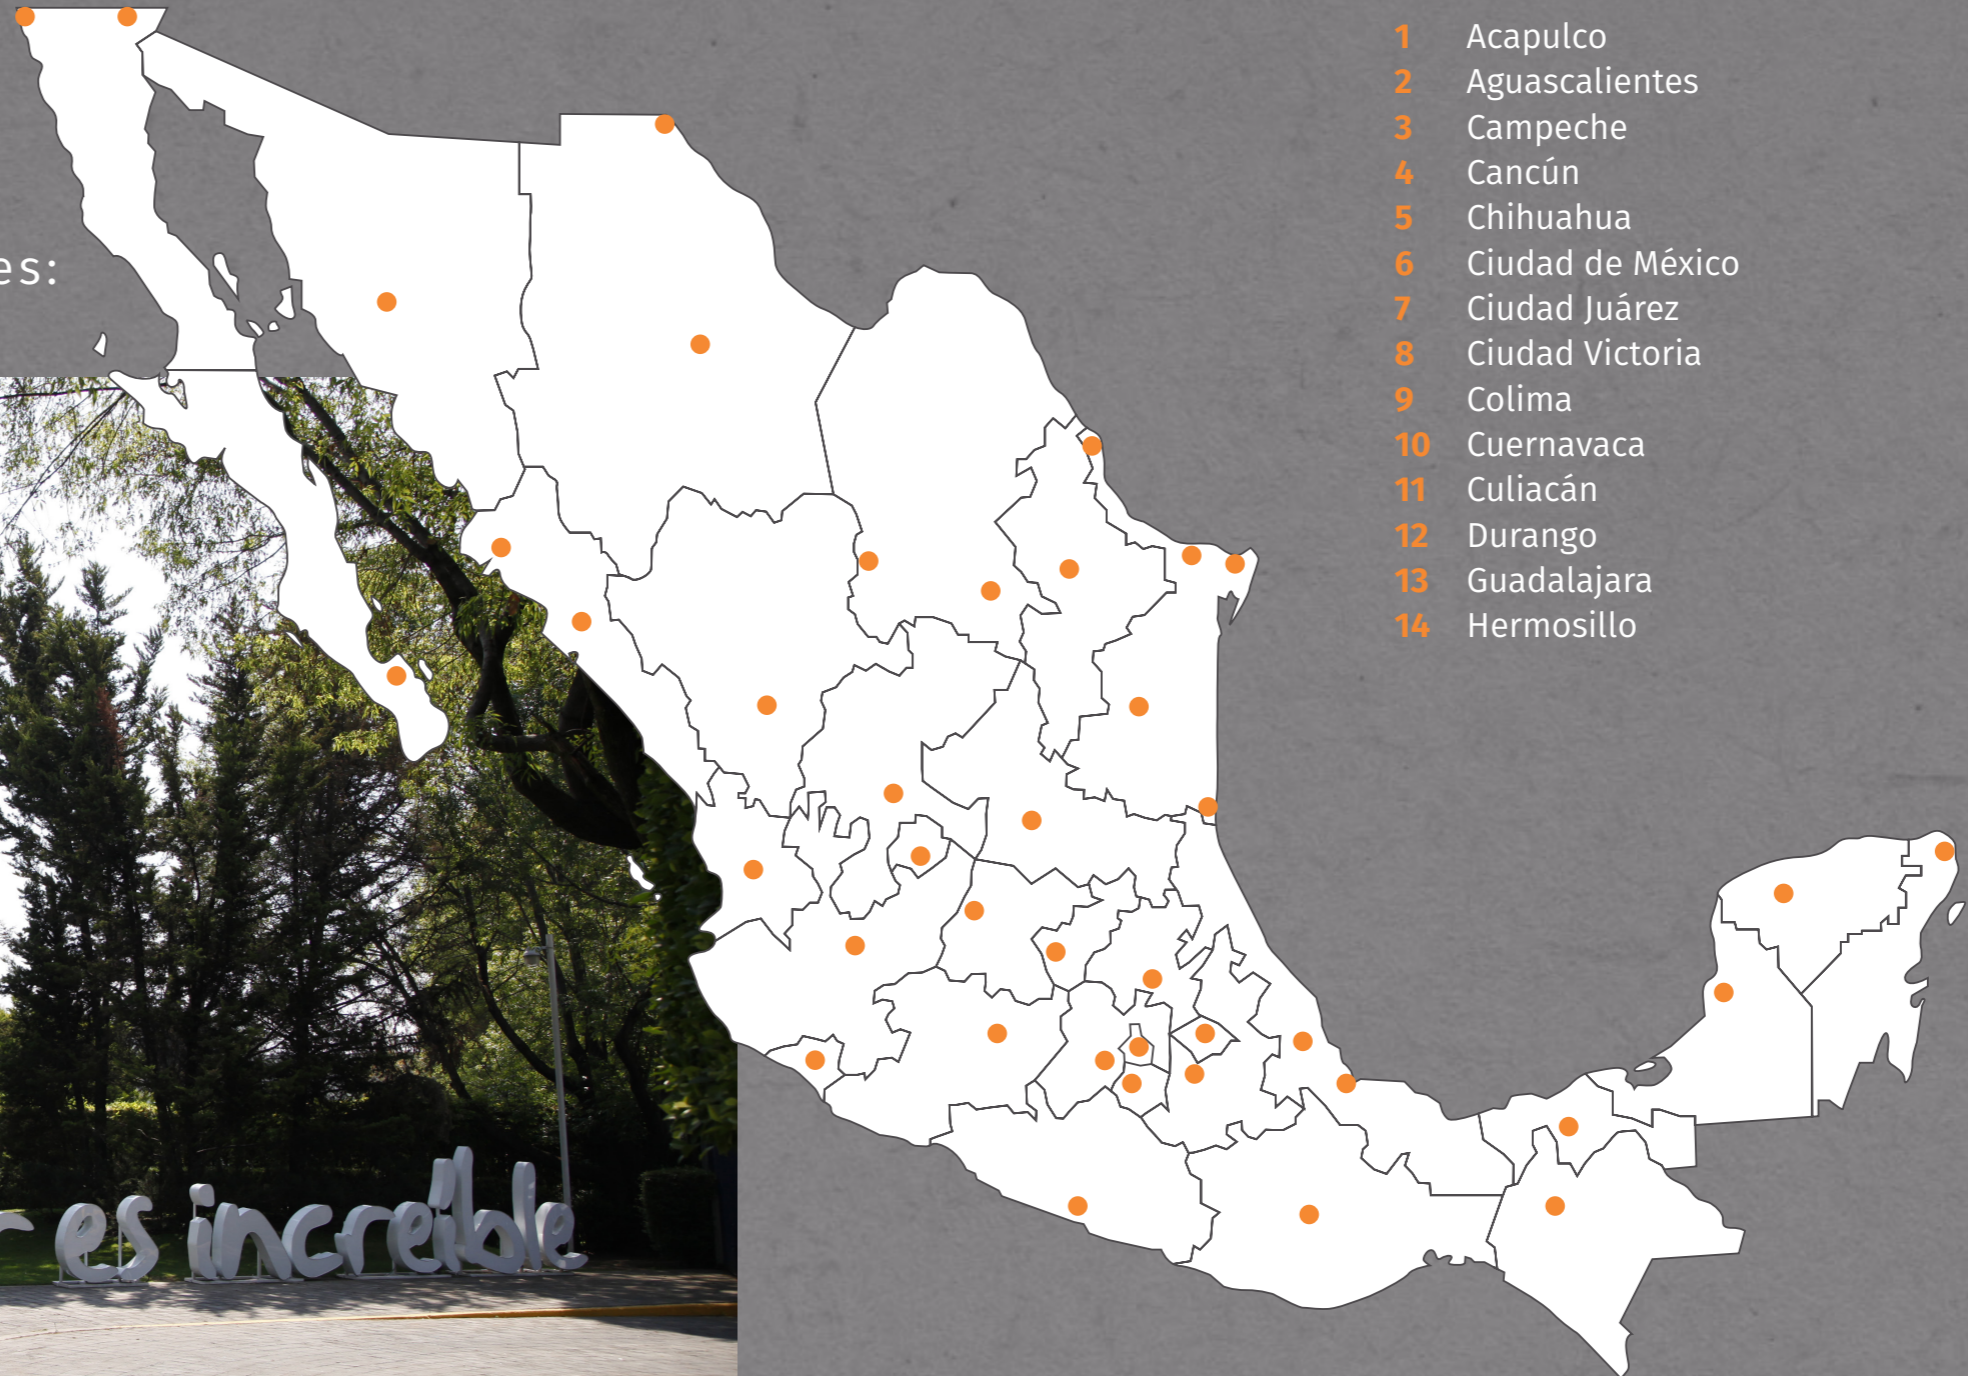 es:
1 Acapulco
2 Aguascalientes
3 Campeche
4 Cancún
5 Chihuahua
6 Ciudad de México
7 Ciudad Juárez
8 Ciudad Victoria
9 Colima
10 Cuernavaca
11 Culiacán
12 Durango
13 Guadalajara
14 Hermosillo
r es increíble